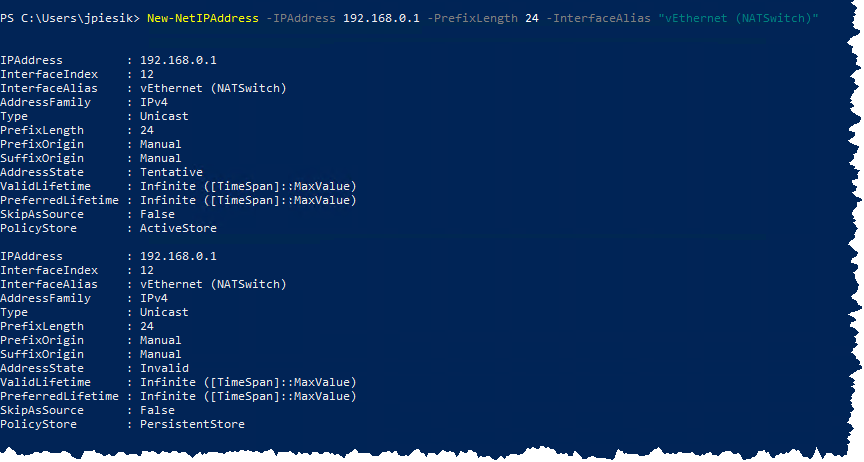 PS C:\Users\jpiesik> New-NetIPAddress -IPAddress 192.168.0.1 -PrefixLength 24 -InterfaceAlias "vEthernet (NATSwitch)"
IPAddress         : 192.168.0.1
InterfaceIndex    : 12
InterfaceAlias    : vEthernet (NATSwitch)
AddressFamily     : IPv4
Type              : Unicast
PrefixLength      : 24
PrefixOrigin      : Manual
SuffixOrigin      : Manual
AddressState      : Tentative
ValidLifetime     : Infinite ([TimeSpan]::MaxValue)
PreferredLifetime : Infinite ([TimeSpan]::MaxValue)
SkipAsSource      : False
PolicyStore       : ActiveStore
IPAddress         : 192.168.0.1
InterfaceIndex    : 12
InterfaceAlias    : vEthernet (NATSwitch)
AddressFamily     : IPv4
Type              : Unicast
PrefixLength      : 24
PrefixOrigin      : Manual
SuffixOrigin      : Manual
AddressState      : Invalid
ValidLifetime     : Infinite ([TimeSpan]::MaxValue)
PreferredLifetime : Infinite ([TimeSpan]::MaxValue)
SkipAsSource      : False
PolicyStore       : PersistentStore